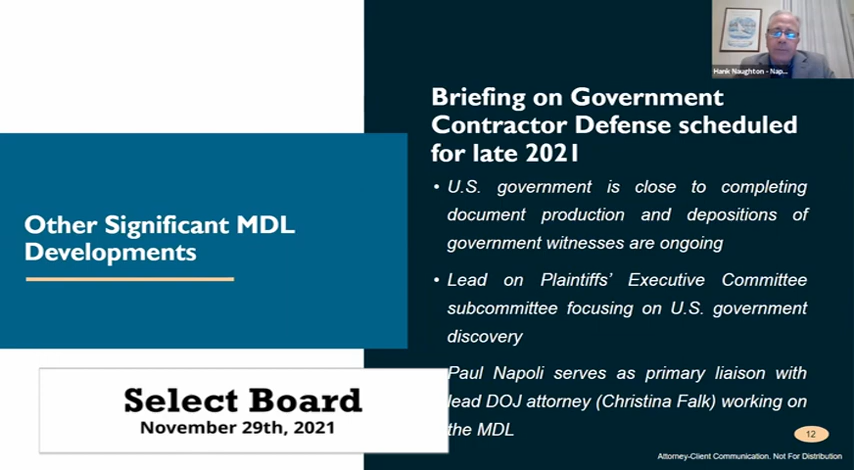 Hank Naughton - Nap...
Briefing on Government
Contractor Defense scheduled
for late 2021
• U.S. government is close to completing
document production and depositions of
government witnesses are ongoing
• Lead on Plaintiffs' Executive Committee
subcommittee focusing on U.S. government
discovery
Paul Napoli serves as primary liaison with
lead DOJ attorney (Christina Falk) working on
the MDL
Other Significant MDL
Developments
Select Board
November 29th, 2021
12
Attorney-Client Communication. Not For Distribution